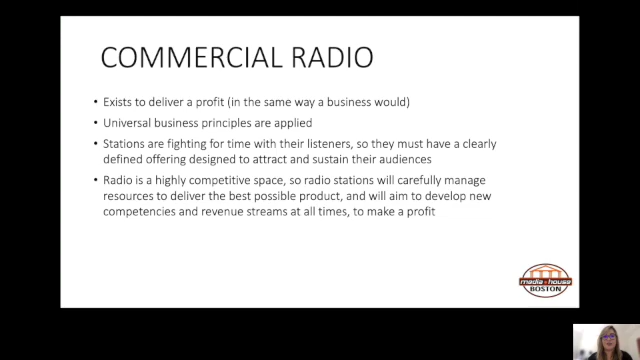 COMMERCIAL RADIO
• Exists to deliver a profit (in the same way a business would)
• Universal business principles are applied
• Stations are fighting for time with their listeners, so they must have a clearly
defined offering designed to attract and sustain their audiences
• Radio is a highly competitive space, so radio stations will carefully manage
resources to deliver the best possible product, and will aim to develop new
competencies and revenue streams at all times, to make a profit
media house
BOSTON